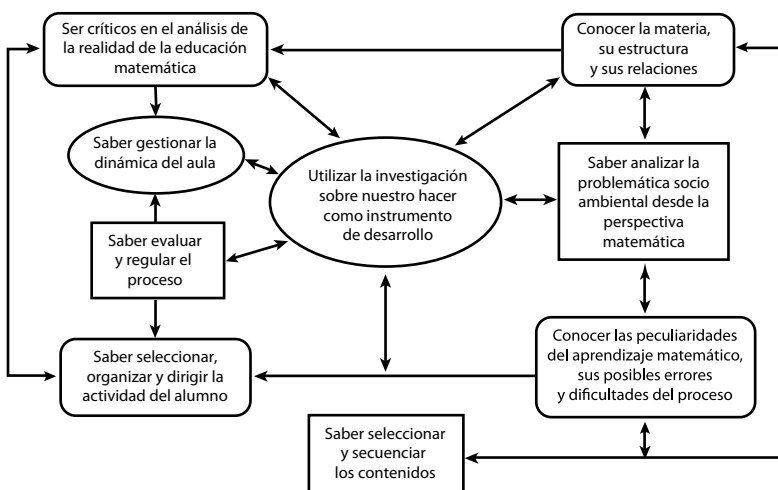 Ser críticos en el análisis de
la realidad de la educación
matemática
Conocer la materia,
su estructura
y sus relaciones
Saber gestionar la
dinámica del aula
Utilizar la investigación
sobre nuestro hacer
como instrumento
de desarrollo
Saber analizar la
problemática socio
ambiental desde la
perspectiva
matemática
Saber evaluar
y regular el
proceso
Saber seleccionar,
organizar y dirigir la
actividad del alumno
Conocer las peculiaridades
del aprendizaje matemático,
sus posibles errores
y dificultades del proceso
Saber seleccionar
y secuenciar
los contenidos